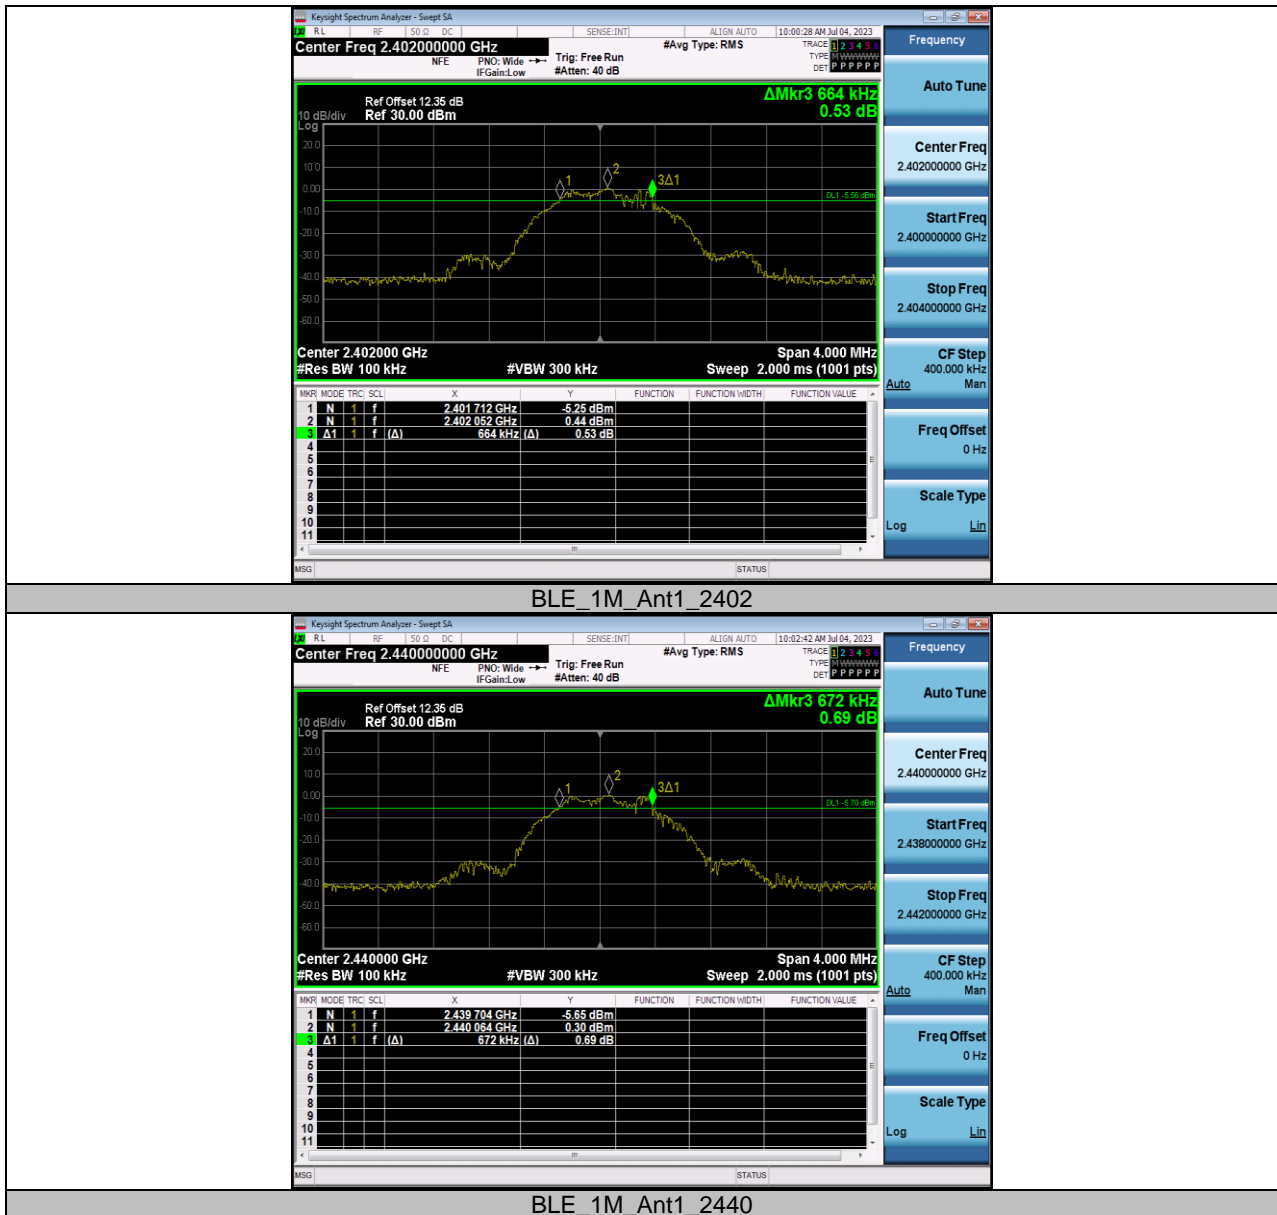 Keysight Spectrum Analyzer - Swept SA
LXI RL RF 50 Ω DC SENSE:INT ALIGN AUTO 10:00:28 AM Jul 04, 2023
Center Freq 2.402000000 GHz #Avg Type: RMS TRACE 1 2 3 4 5 6
NFE PNO: Wide Trig: Free Run TYPE M WWWWW
IFGain:Low #Atten: 40 dB DET P P P P P P
Frequency
Auto Tune
Center Freq
2.402000000 GHz
Start Freq
2.400000000 GHz
Stop Freq
2.404000000 GHz
CF Step
400.000 kHz
Auto Man
Freq Offset
0 Hz
Scale Type
Log Lin
ΔMkr3 664 kHz
0.53 dB
Ref Offset 12.35 dB
10 dB/div Ref 30.00 dBm
Log
20.0
10.0
0.00
-10.0
-20.0
-30.0
-40.0
-50.0
-60.0
1
2
3Δ1
DL1 -5.56 dBm
Center 2.402000 GHz Span 4.000 MHz
#Res BW 100 kHz #VBW 300 kHz Sweep 2.000 ms (1001 pts)
MKR MODE TRC SCL X Y FUNCTION FUNCTION WIDTH FUNCTION VALUE
1 N 1 f 2.401 712 GHz -5.25 dBm
2 N 1 f 2.402 052 GHz 0.44 dBm
3 Δ1 1 f (Δ) 664 kHz (Δ) 0.53 dB
4
5
6
7
8
9
10
11
MSG STATUS
BLE_1M_Ant1_2402
Keysight Spectrum Analyzer - Swept SA
LXI RL RF 50 Ω DC SENSE:INT ALIGN AUTO 10:02:42 AM Jul 04, 2023
Center Freq 2.440000000 GHz #Avg Type: RMS TRACE 1 2 3 4 5 6
NFE PNO: Wide Trig: Free Run TYPE M WWWWW
IFGain:Low #Atten: 40 dB DET P P P P P P
Frequency
Auto Tune
Center Freq
2.440000000 GHz
Start Freq
2.438000000 GHz
Stop Freq
2.442000000 GHz
CF Step
400.000 kHz
Auto Man
Freq Offset
0 Hz
Scale Type
Log Lin
ΔMkr3 672 kHz
0.69 dB
Ref Offset 12.35 dB
10 dB/div Ref 30.00 dBm
Log
20.0
10.0
0.00
-10.0
-20.0
-30.0
-40.0
-50.0
-60.0
1
2
3Δ1
DL1 -5.70 dBm
Center 2.440000 GHz Span 4.000 MHz
#Res BW 100 kHz #VBW 300 kHz Sweep 2.000 ms (1001 pts)
MKR MODE TRC SCL X Y FUNCTION FUNCTION WIDTH FUNCTION VALUE
1 N 1 f 2.439 704 GHz -5.65 dBm
2 N 1 f 2.440 064 GHz 0.30 dBm
3 Δ1 1 f (Δ) 672 kHz (Δ) 0.69 dB
4
5
6
7
8
9
10
11
MSG STATUS
BLE_1M_Ant1_2440